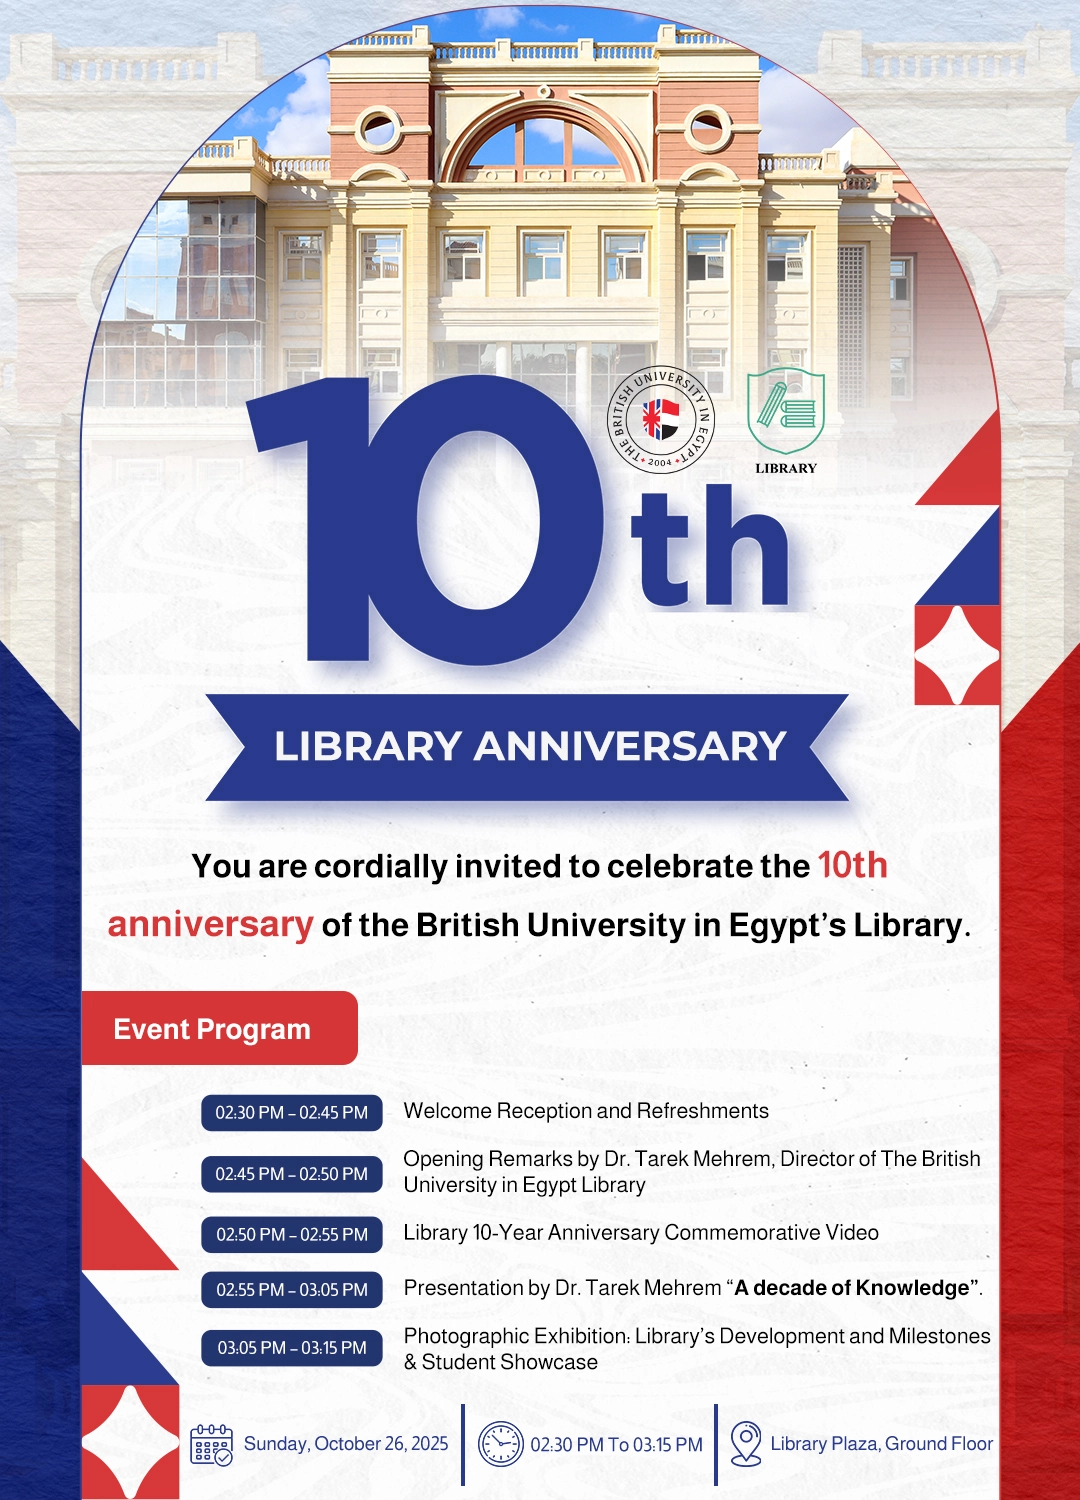 THE BRITISH UNIVERSITY IN EGYPT
2004
LIBRARY
10th
LIBRARY ANNIVERSARY
You are cordially invited to celebrate the 10th
anniversary of the British University in Egypt’s Library.
Event Program
02:30 PM – 02:45 PM Welcome Reception and Refreshments
02:45 PM – 02:50 PM Opening Remarks by Dr. Tarek Mehrem, Director of The British
University in Egypt Library
02:50 PM – 02:55 PM Library 10-Year Anniversary Commemorative Video
02:55 PM – 03:05 PM Presentation by Dr. Tarek Mehrem “A decade of Knowledge”.
03:05 PM – 03:15 PM Photographic Exhibition: Library’s Development and Milestones
& Student Showcase
Sunday, October 26, 2025 02:30 PM To 03:15 PM Library Plaza, Ground Floor